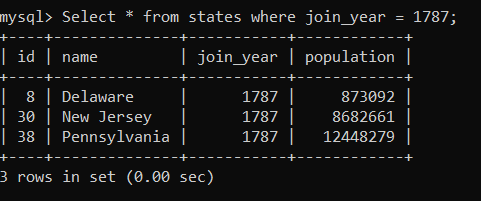 mysql> Select * from states where join_year = 1787;
+----+--------------+-----------+------------+
| id | name         | join_year | population |
+----+--------------+-----------+------------+
|  8 | Delaware     |      1787 |     873092 |
| 30 | New Jersey   |      1787 |    8682661 |
| 38 | Pennsylvania |      1787 |   12448279 |
+----+--------------+-----------+------------+
3 rows in set (0.00 sec)